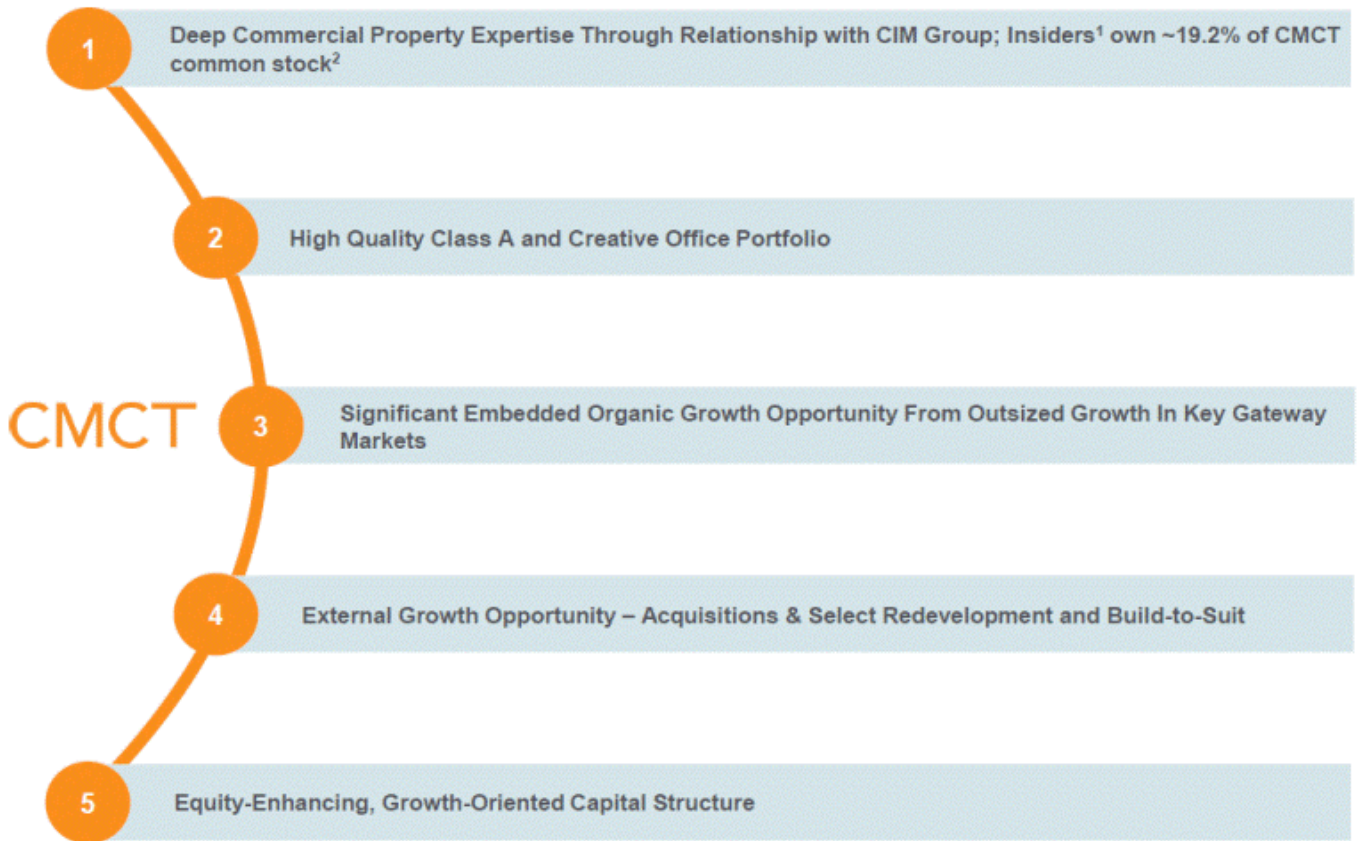 1
Deep Commercial Property Expertise Through Relationship with CIM Group; Insiders¹ own ~19.2% of CMCT
common stock²
2
High Quality Class A and Creative Office Portfolio
CMCT
3
Significant Embedded Organic Growth Opportunity From Outsized Growth In Key Gateway
Markets
4
External Growth Opportunity – Acquisitions & Select Redevelopment and Build-to-Suit
5
Equity-Enhancing, Growth-Oriented Capital Structure